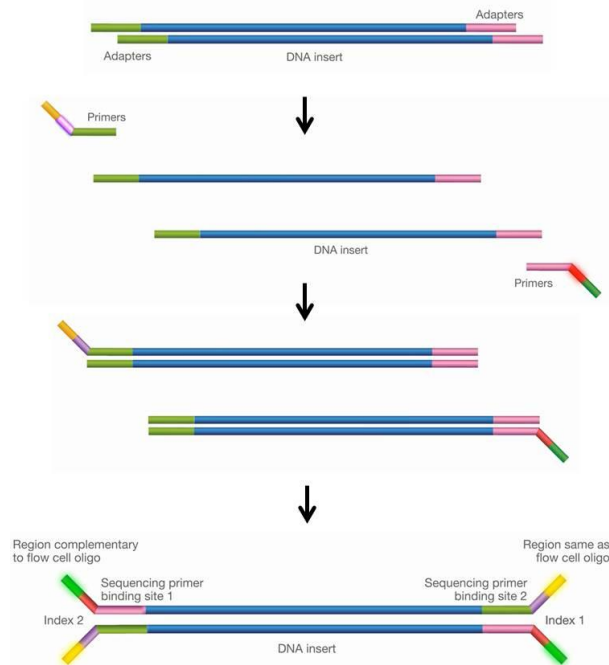 Adapters
Adapters
DNA insert
Primers
DNA insert
Primers
Region complementary
to flow cell oligo
Region same as
flow cell oligo
Sequencing primer
binding site 1
Sequencing primer
binding site 2
Index 2
Index 1
DNA insert